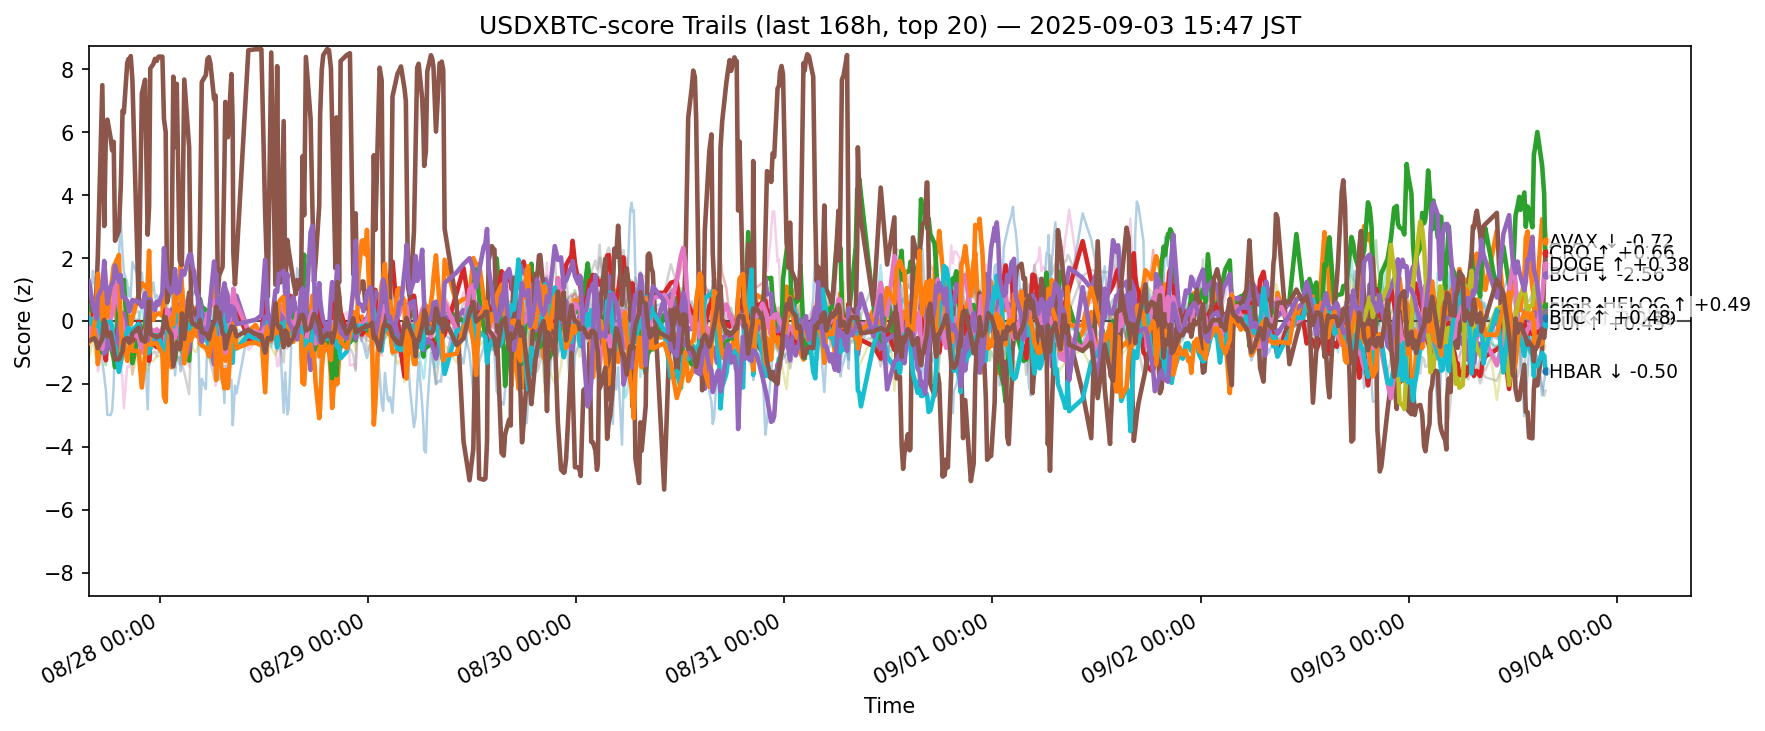 USDXBTC-score Trails (last 168h, top 20) — 2025-09-03 15:47 JST
Score (z)
8
6
4
2
0
−2
−4
−6
−8
AVAX ↓ -0.72
CRO ↑ +0.66
DOGE ↑ +0.38
BCH ↓ -2.56
FIGR_HELOC ↑ +0.49
BTC ↑ +0.48
HBAR ↓ -0.50
08/28 00:00
08/29 00:00
08/30 00:00
08/31 00:00
09/01 00:00
09/02 00:00
09/03 00:00
09/04 00:00
Time